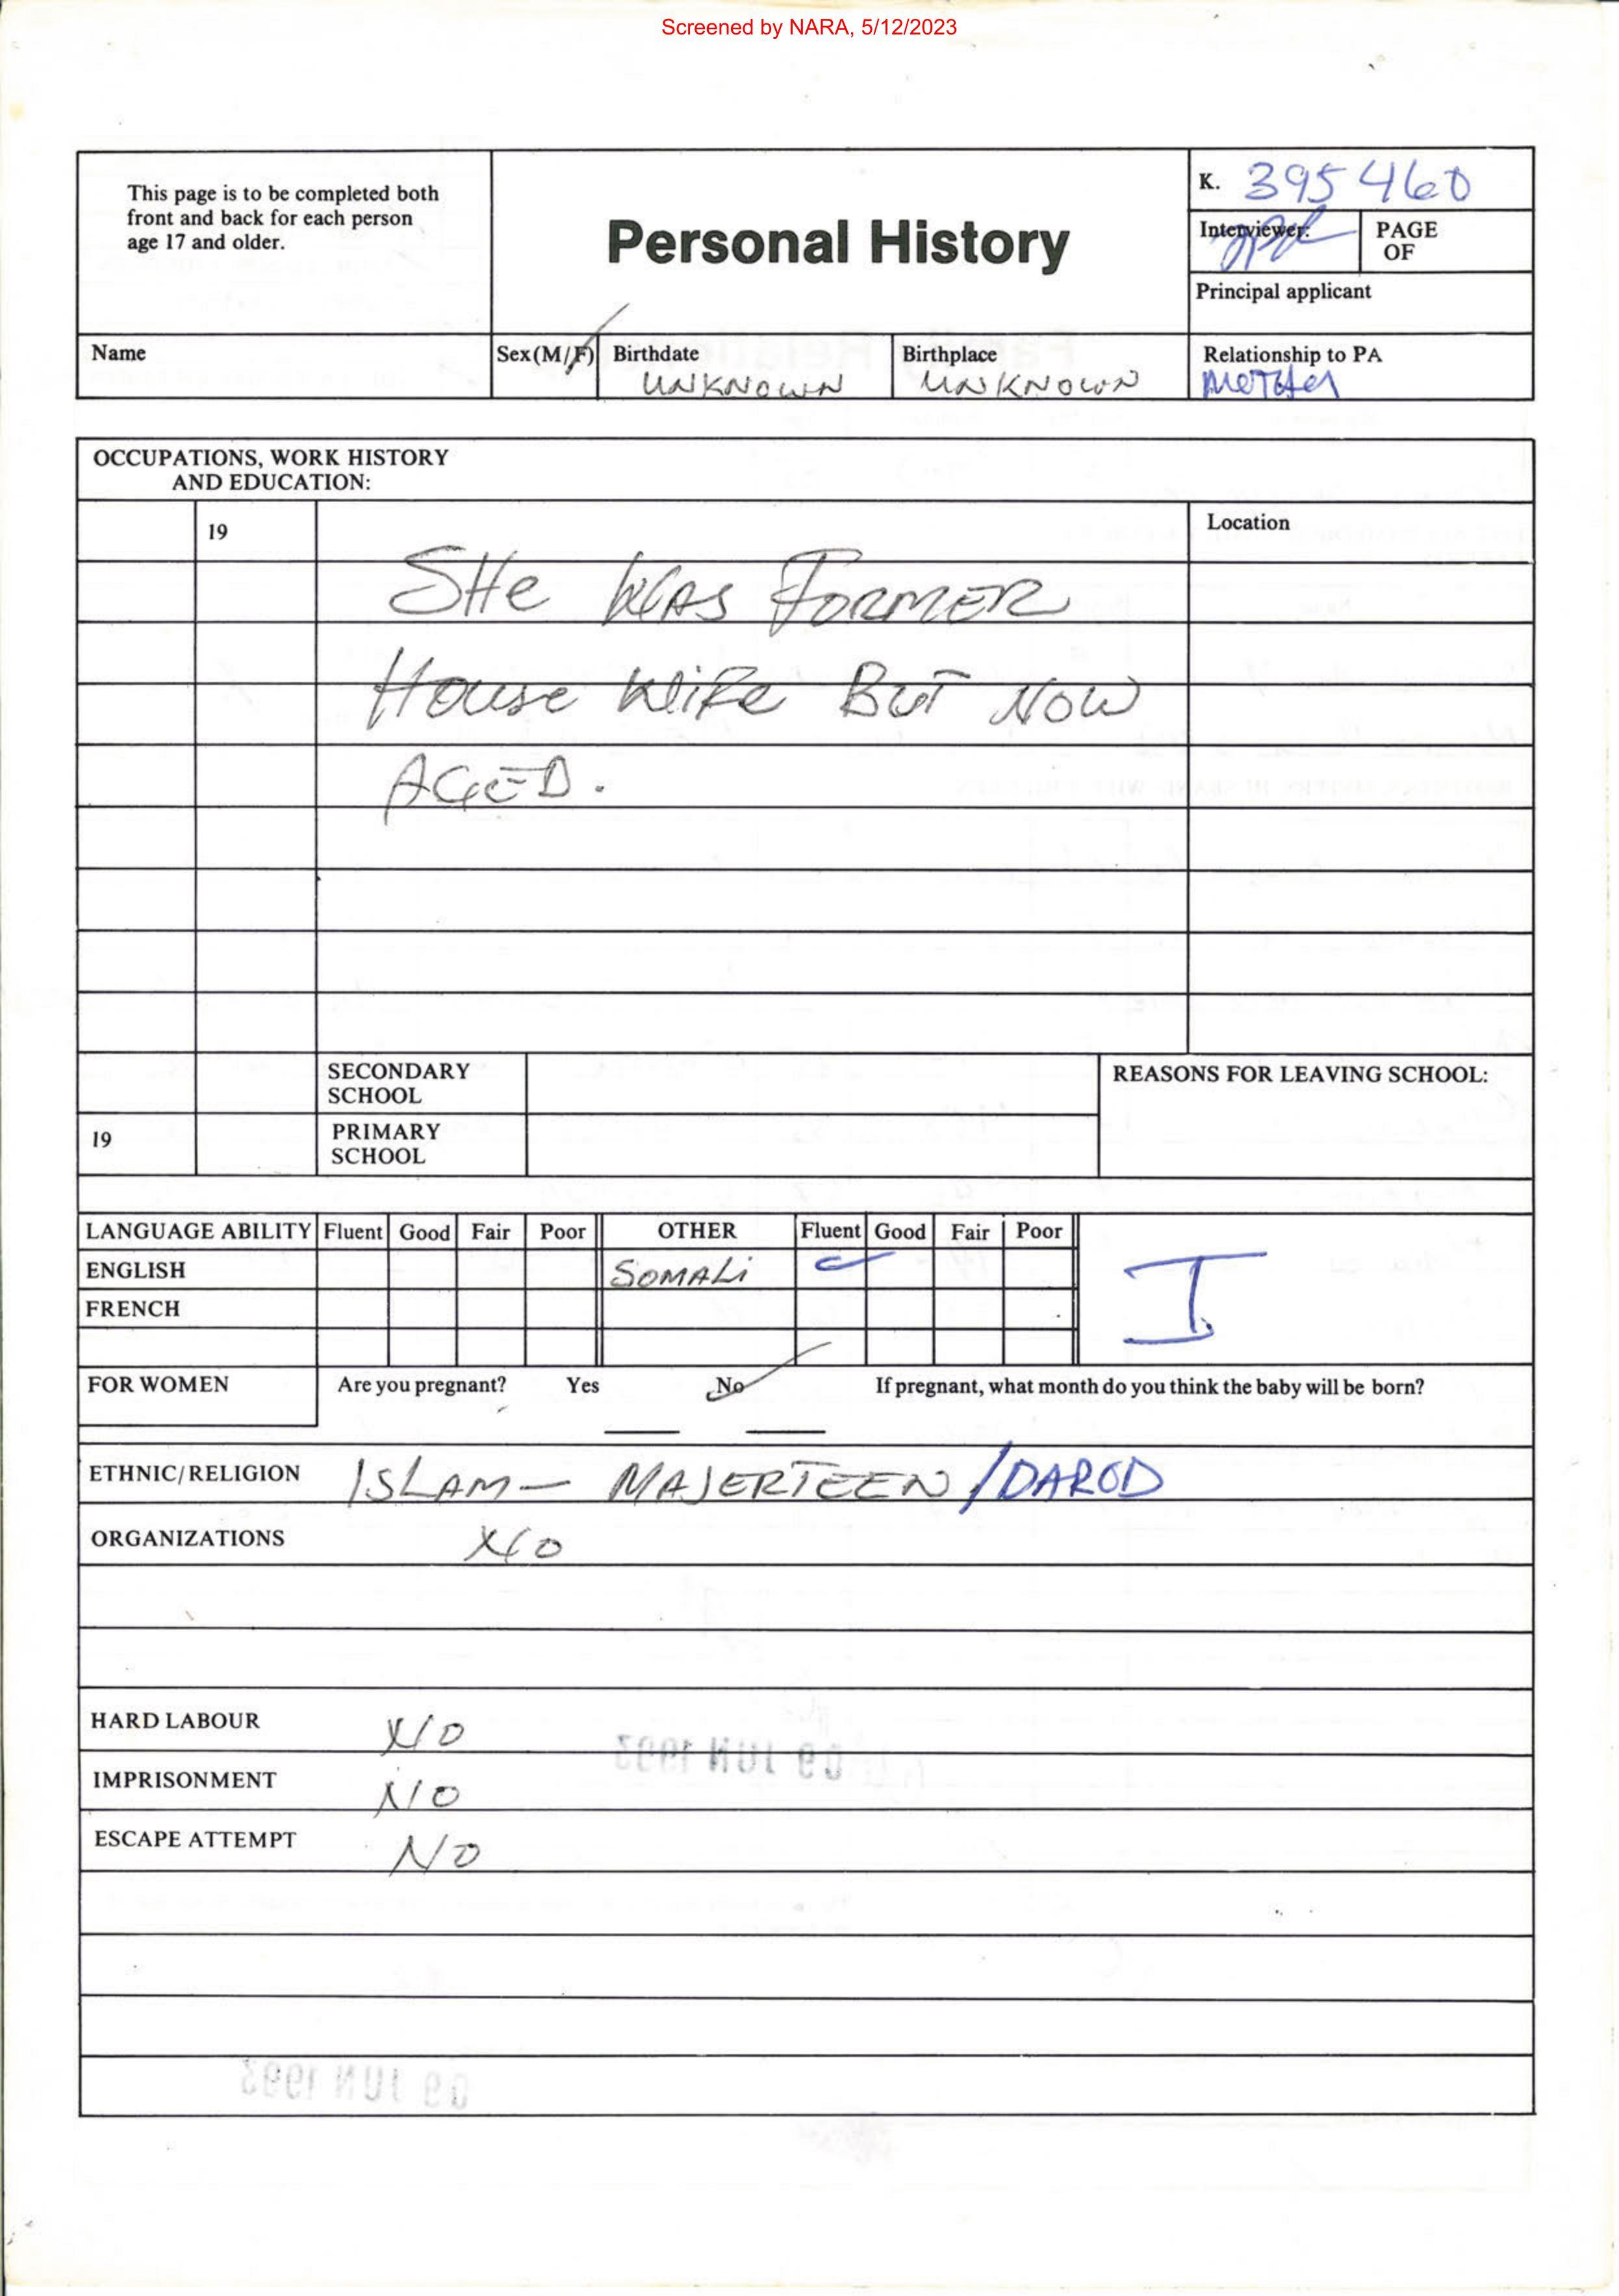 Screened by NARA, 5/12/2023
This page is to be completed both
front and back for each person
age 17 and older.
Personal History
K. 395460
Interviewer:
PAGE
OF
Principal applicant
Name
Sex(M/F)
Birthdate
UNKNOWN
Birthplace
UNKNOWN
Relationship to PA
MOTHER
OCCUPATIONS, WORK HISTORY
AND EDUCATION:
19
Location
SHe WAS FORMER
House WiFe BUT NOW
AGED.
SECONDARY
SCHOOL
REASONS FOR LEAVING SCHOOL:
19
PRIMARY
SCHOOL
LANGUAGE ABILITY Fluent Good Fair Poor OTHER Fluent Good Fair Poor
ENGLISH SOMALi
I
FRENCH
FOR WOMEN Are you pregnant? Yes No If pregnant, what month do you think the baby will be born?
ETHNIC/RELIGION ISLAM- MAJERTEEN /DAROD
ORGANIZATIONS NO
HARD LABOUR NO
09 JUN 1993
IMPRISONMENT NO
ESCAPE ATTEMPT NO
09 JUN 1993